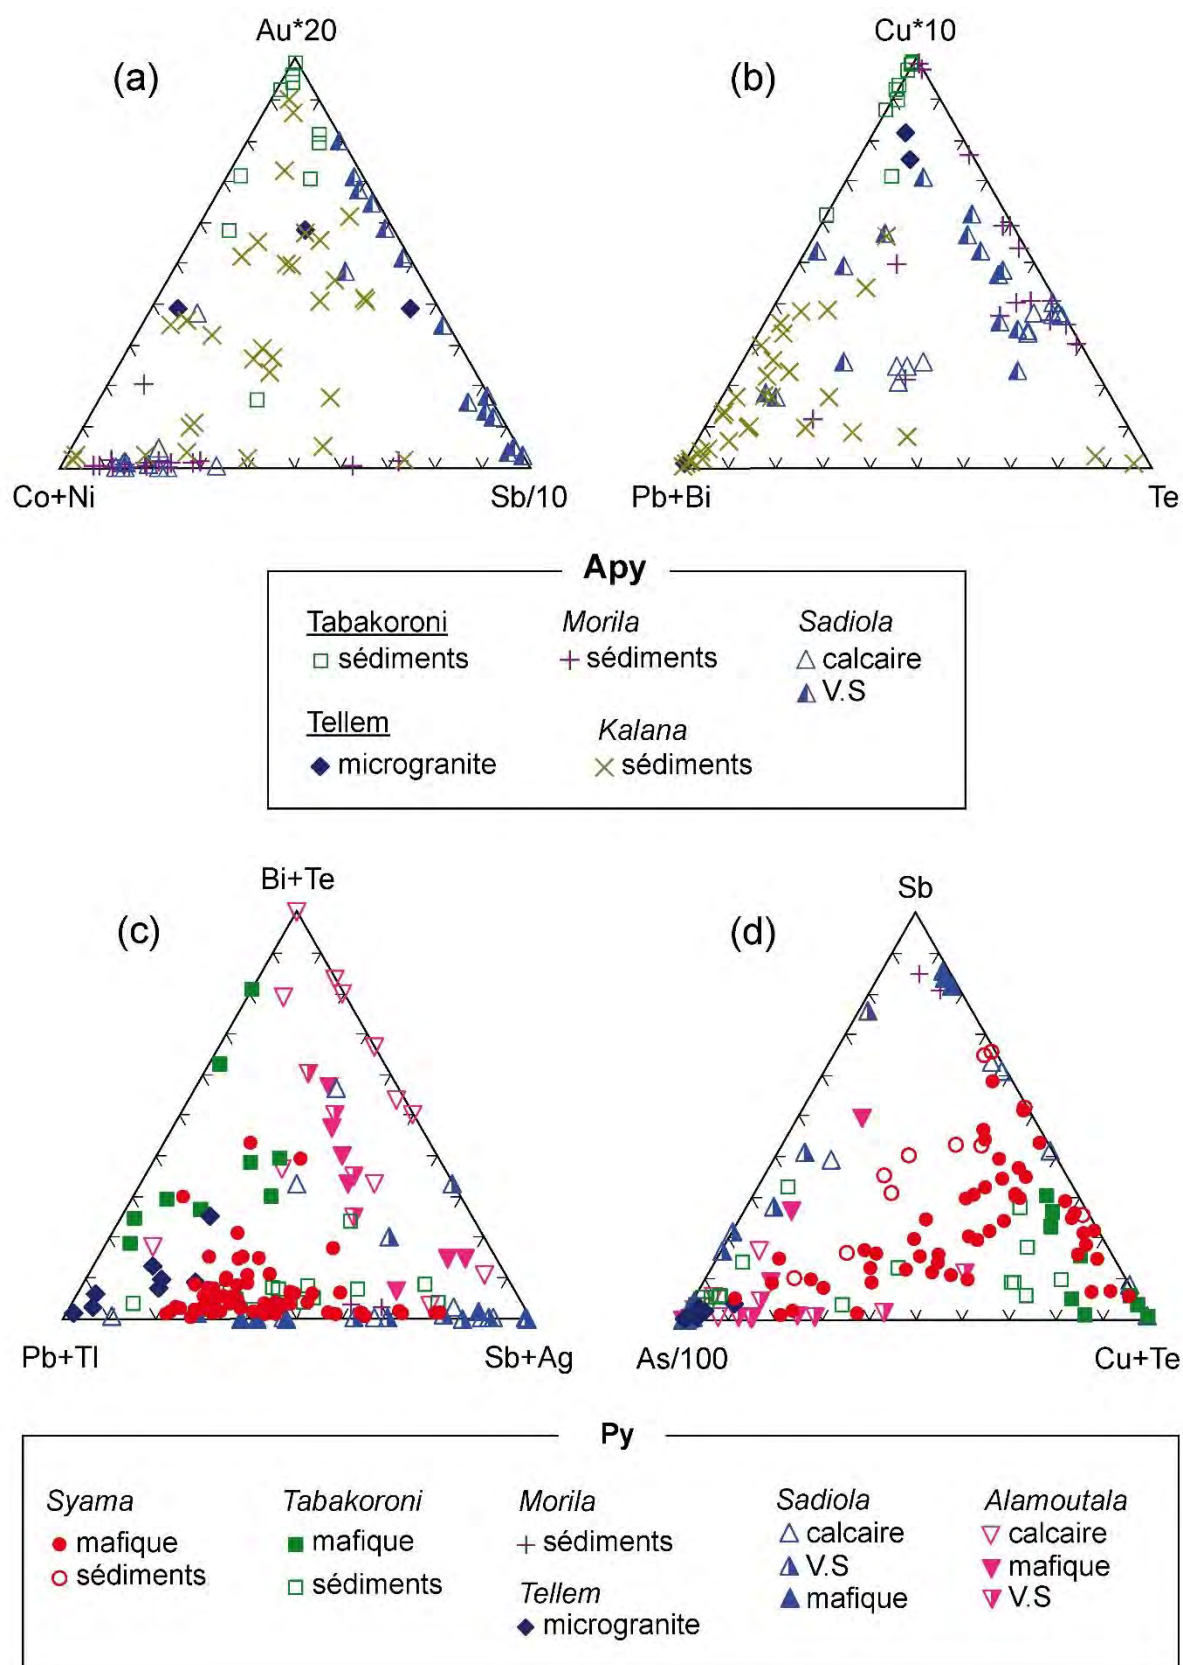 Au*20
Cu*10
(a)
(b)
Co+Ni
Sb/10
Pb+Bi
Te
Apy
Tabakoroni
Morila
Sadiola
sédiments
sédiments
calcaire
V.S
Tellem
Kalana
microgranite
sédiments
Bi+Te
Sb
(c)
(d)
Pb+Tl
Sb+Ag
As/100
Cu+Te
Py
Syama
Tabakoroni
Morila
Sadiola
Alamoutala
mafique
mafique
sédiments
calcaire
calcaire
sédiments
sédiments
V.S
mafique
Tellem
mafique
V.S
microgranite